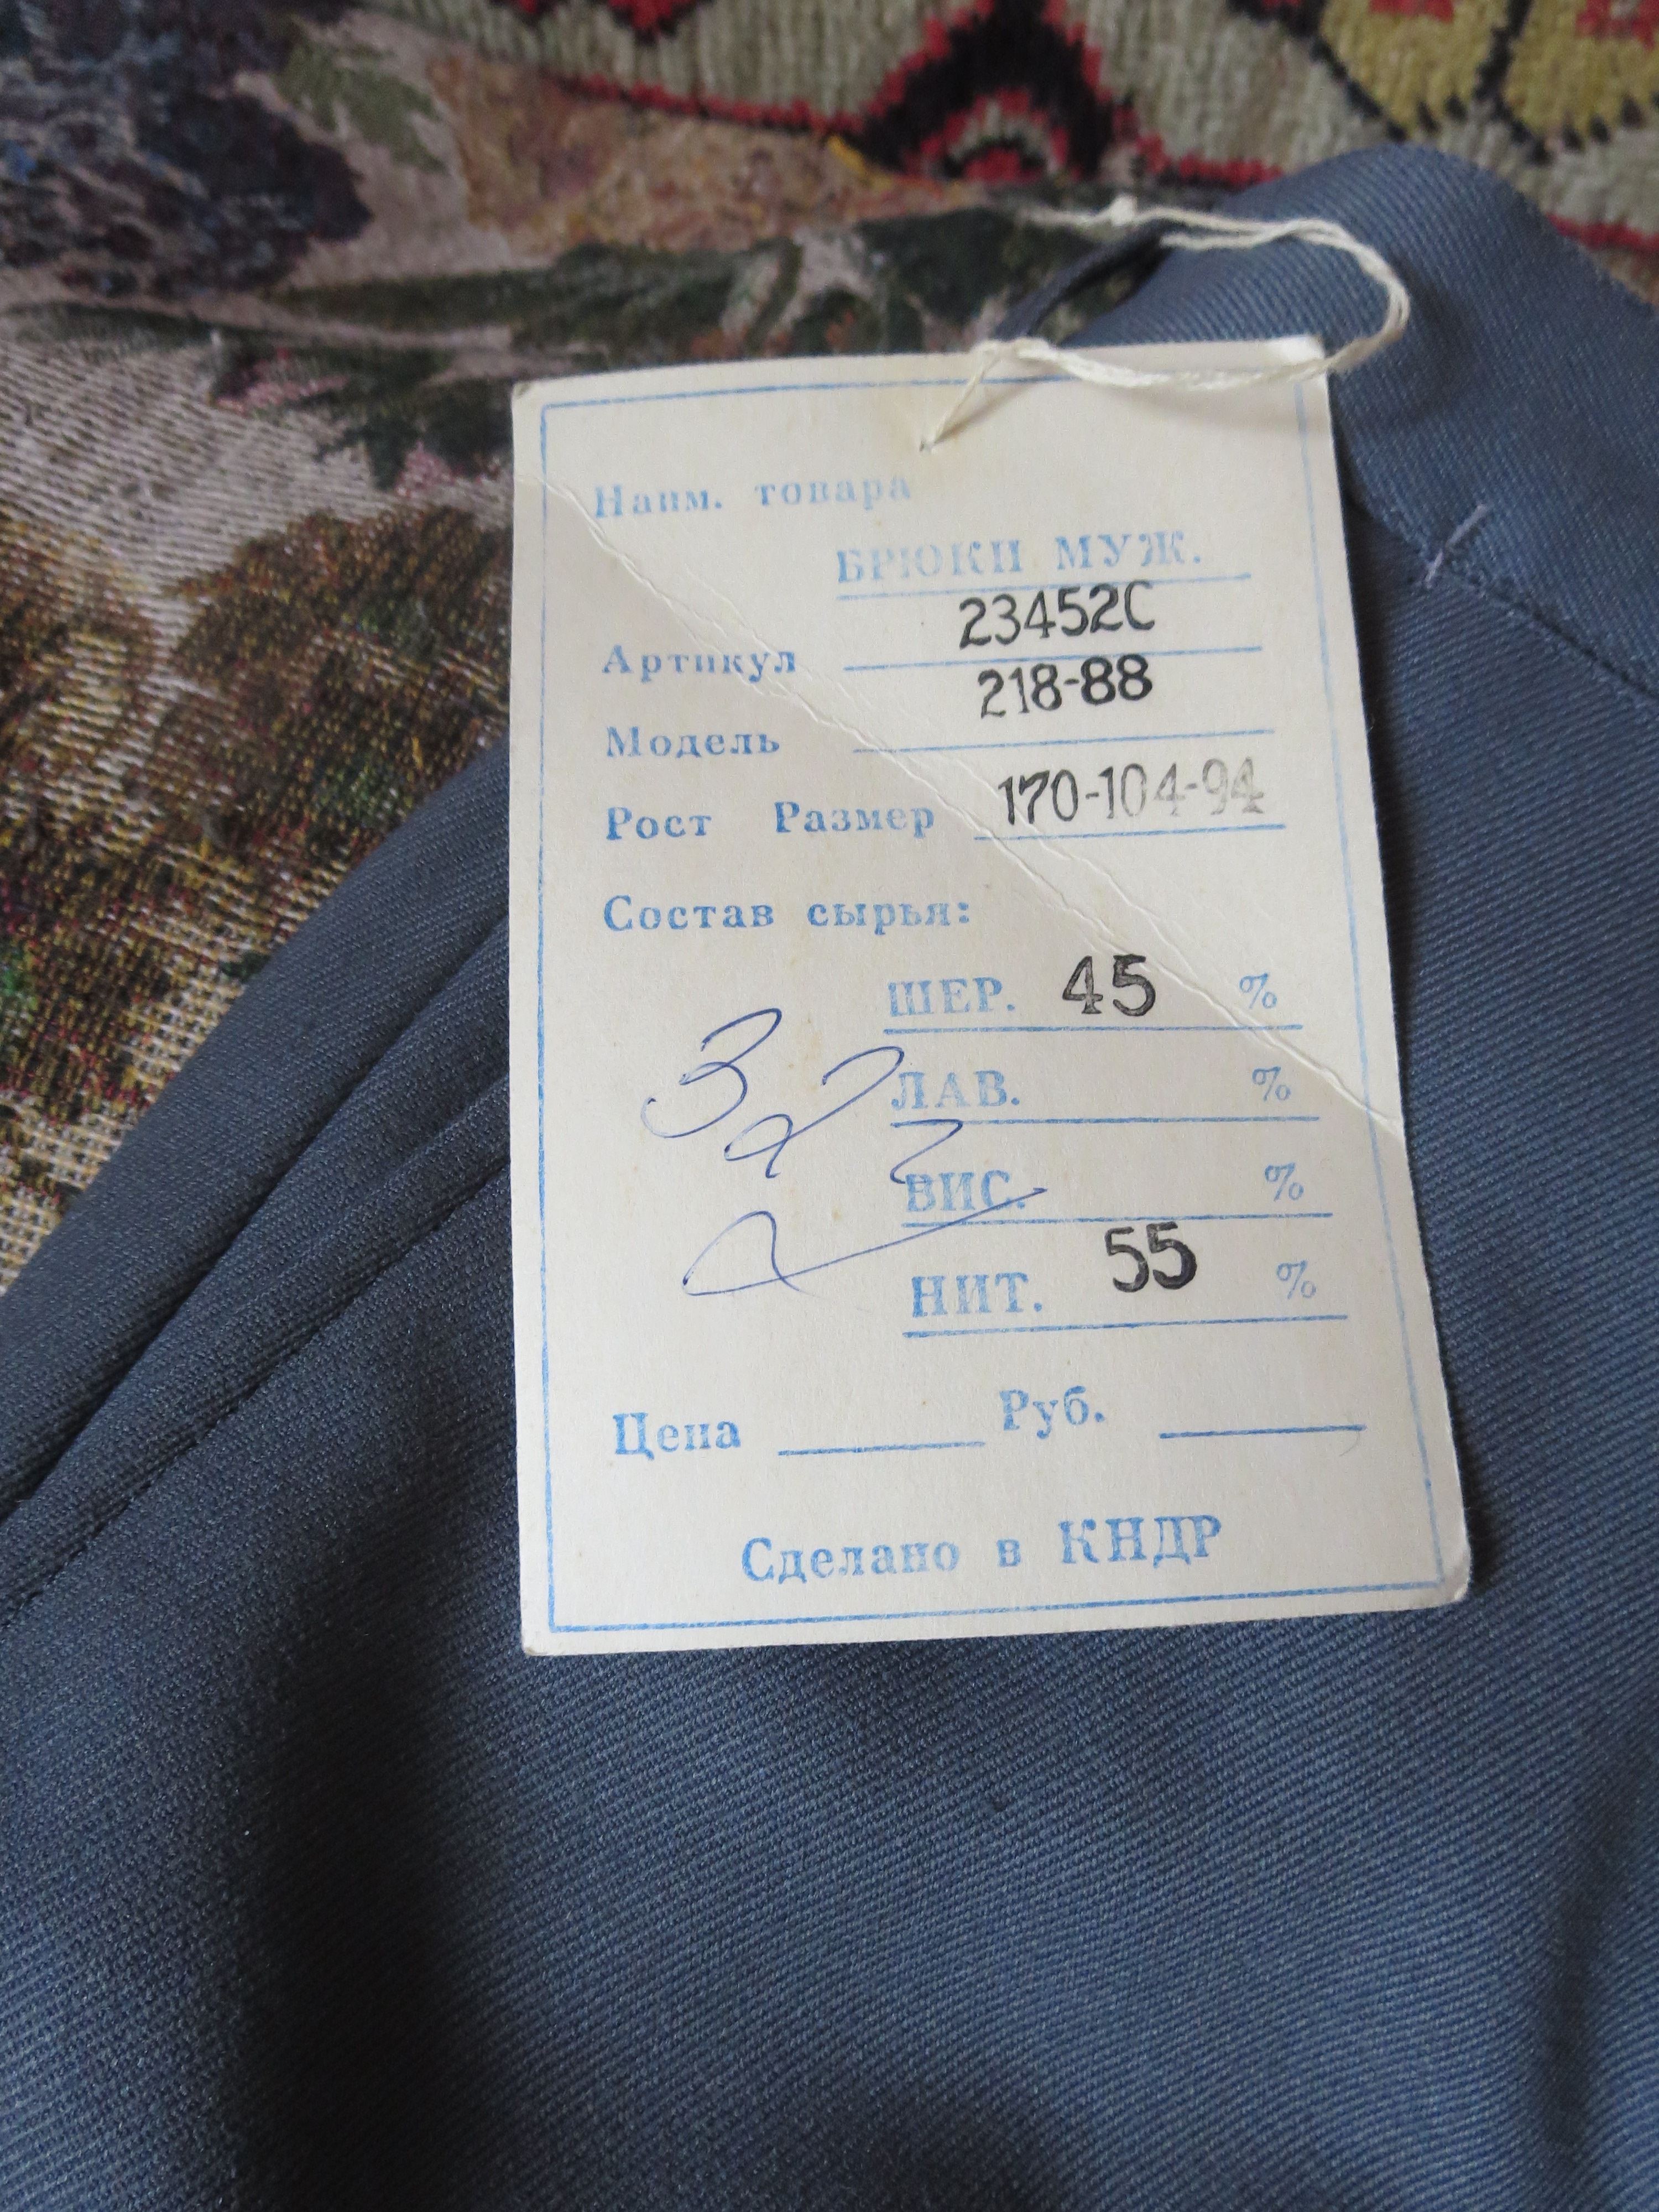 Наим. товара
БРЮКИ МУЖ.
23452С
Артикул
218-88
Модель
Рост Размер 170-104-94
Состав сырья:
ШЕР. 45 %
ЛАВ. %
ВИС. %
НИТ. 55 %
Цена Руб.
Сделано в КНДР